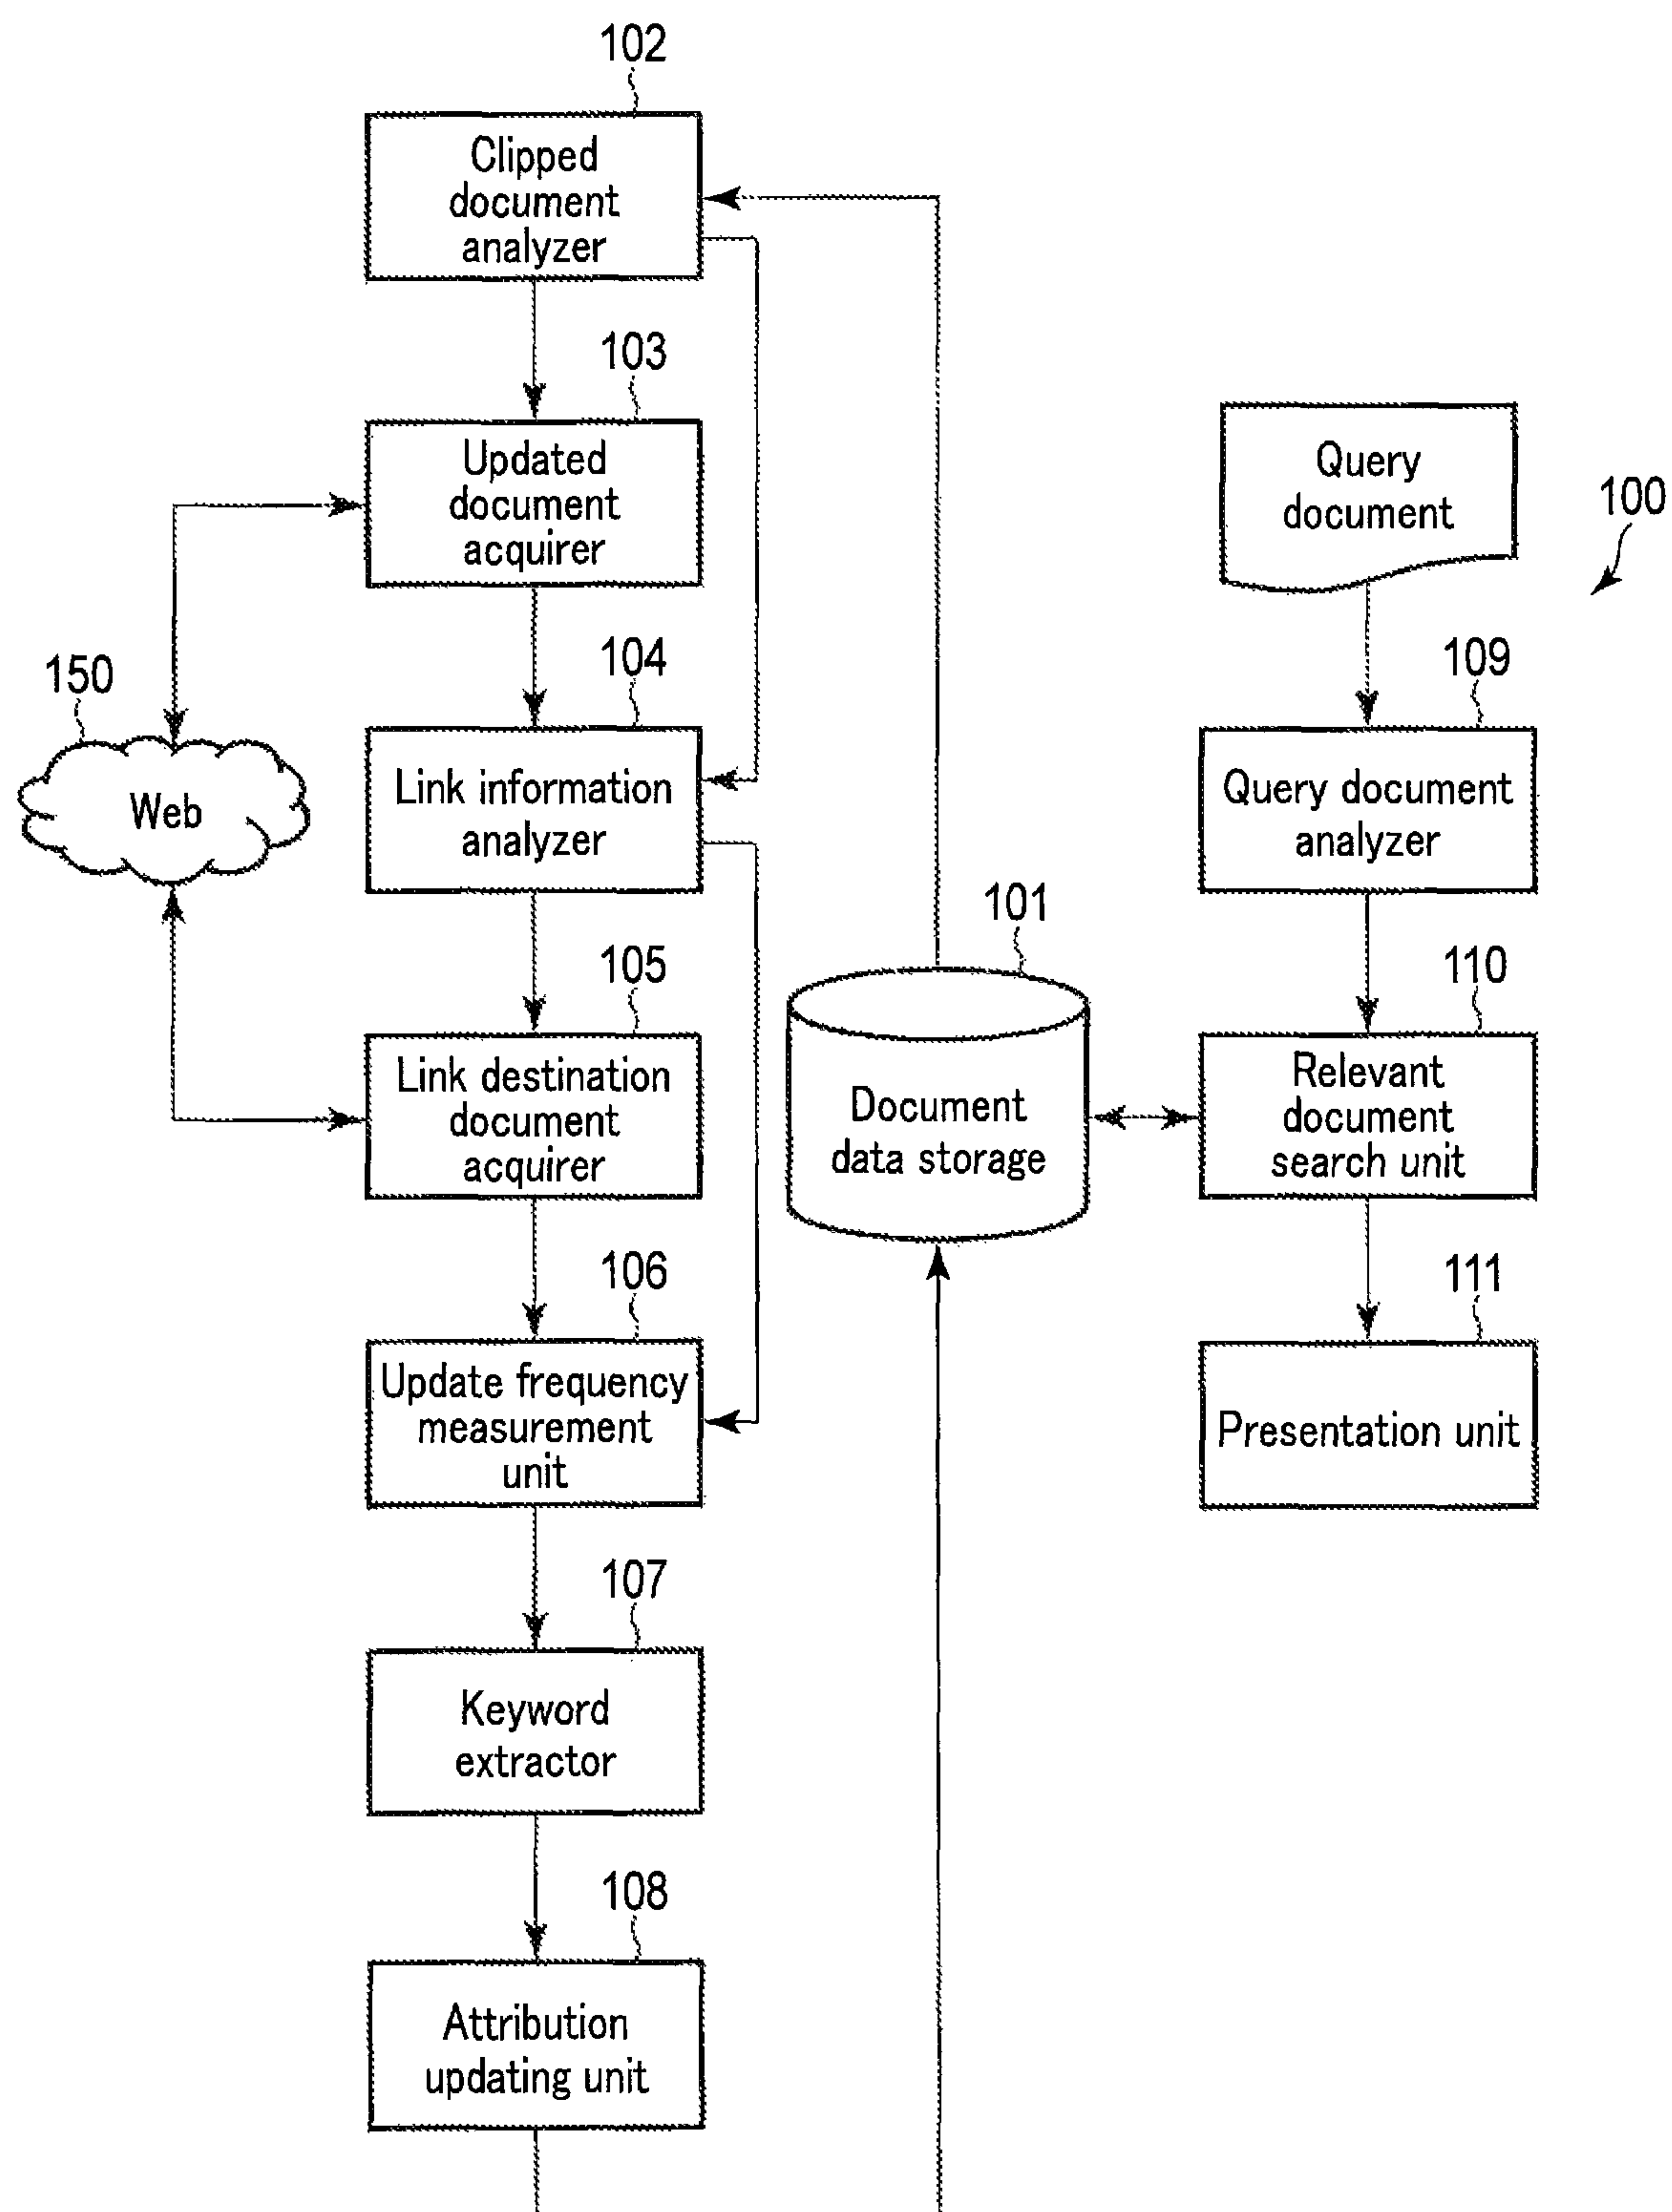 102
Clipped
document
analyzer
103
Updated
document
acquirer
Query
document
100
150
Web
104
Link information
analyzer
109
Query document
analyzer
101
Document
data storage
105
Link destination
document
acquirer
110
Relevant
document
search unit
106
Update frequency
measurement
unit
111
Presentation unit
107
Keyword
extractor
108
Attribution
updating unit